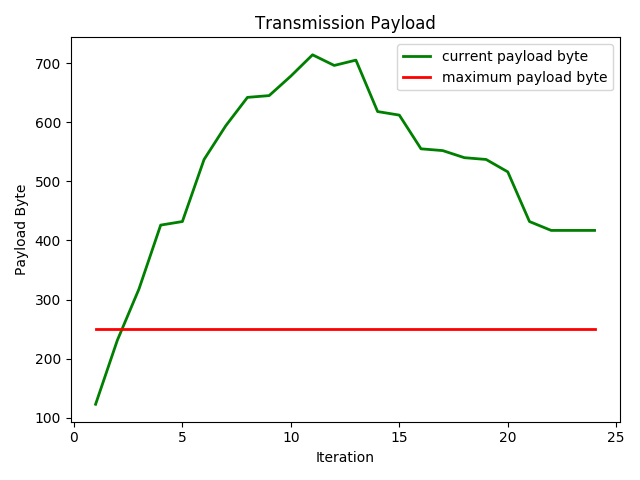 Transmission Payload
current payload byte
maximum payload byte
Payload Byte
700
600
500
400
300
200
100
0 5 10 15 20 25
Iteration